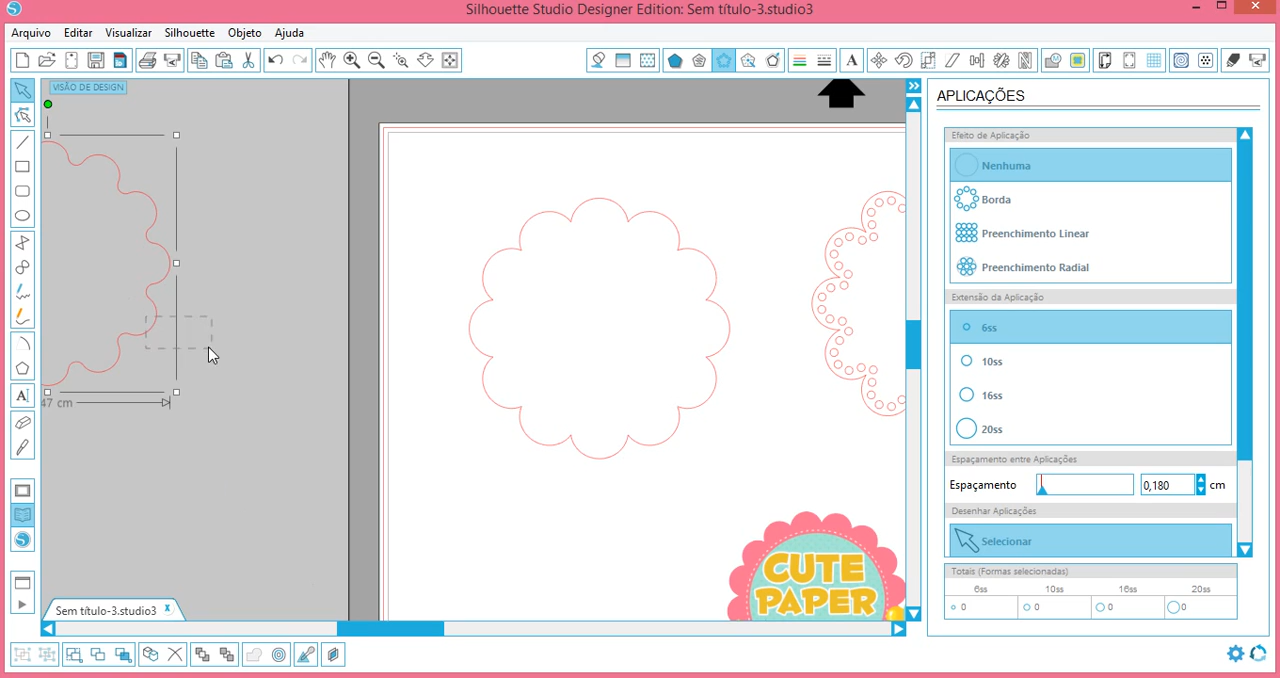 Silhouette Studio Designer Edition: Sem título-3.studio3
Arquivo Editar Visualizar Silhouette Objeto Ajuda
VISÃO DE DESIGN
APLICAÇÕES
Efeito de Aplicação
Nenhuma
Borda
Preenchimento Linear
Preenchimento Radial
Extensão da Aplicação
6ss
10ss
16ss
20ss
Espaçamento entre Aplicações
Espaçamento 0,180 cm
Desenhar Aplicações
Selecionar
Totais (Formas selecionadas)
6ss 10ss 16ss 20ss
0 0 0 0
47 cm
CUTE
PAPER
Sem título-3.studio3 x